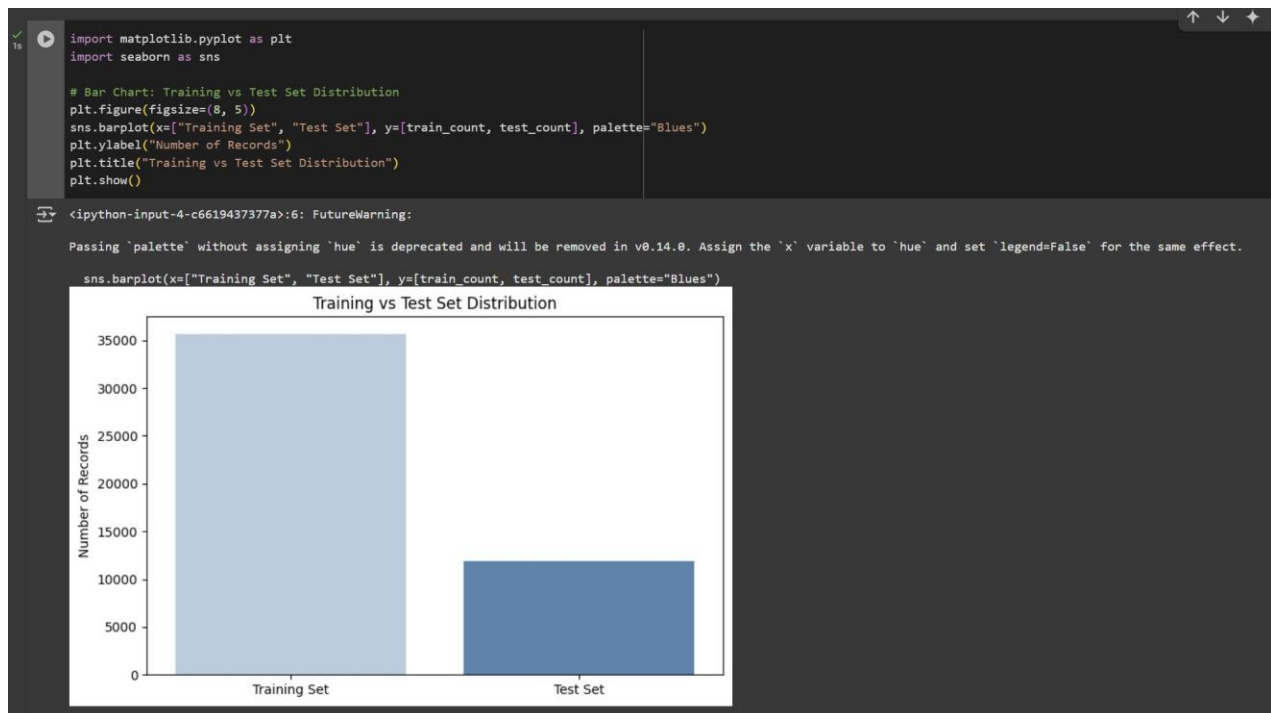 1s
import matplotlib.pyplot as plt
import seaborn as sns
# Bar Chart: Training vs Test Set Distribution
plt.figure(figsize=(8, 5))
sns.barplot(x=["Training Set", "Test Set"], y=[train_count, test_count], palette="Blues")
plt.ylabel("Number of Records")
plt.title("Training vs Test Set Distribution")
plt.show()
<ipython-input-4-c6619437377a>:6: FutureWarning:
Passing `palette` without assigning `hue` is deprecated and will be removed in v0.14.0. Assign the `x` variable to `hue` and set `legend=False` for the same effect.
sns.barplot(x=["Training Set", "Test Set"], y=[train_count, test_count], palette="Blues")
Training vs Test Set Distribution
35000
30000
25000
20000
15000
10000
5000
0
Number of Records
Training Set
Test Set